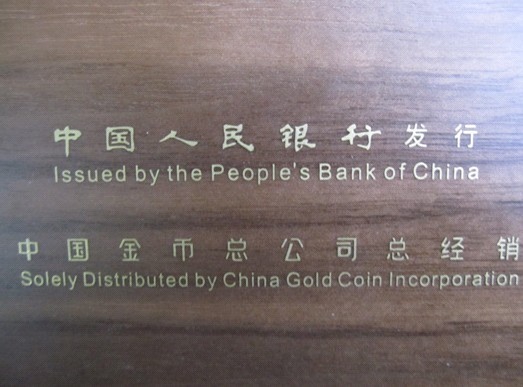 中国人民银行发行
Issued by the People's Bank of China
中国金币总公司总经销
Solely Distributed by China Gold Coin Incorporation